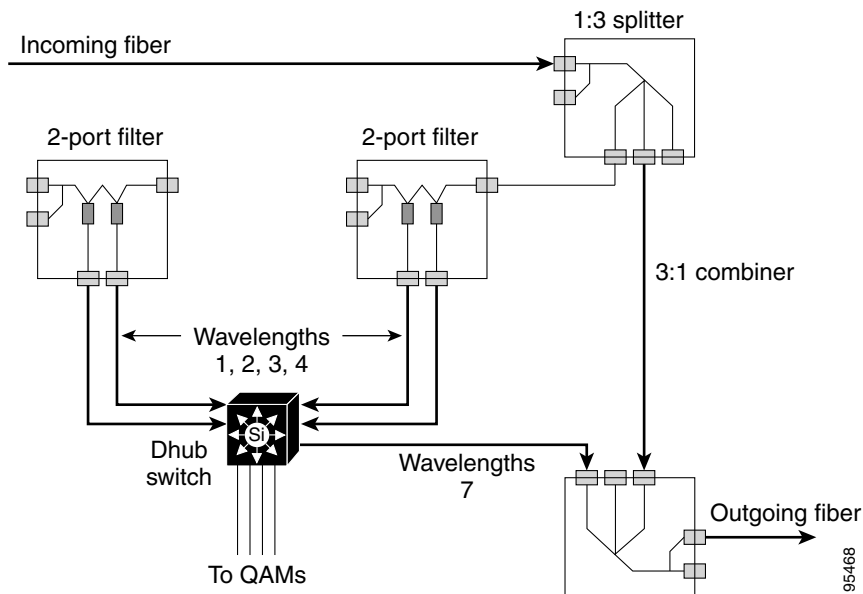 1:3 splitter
Incoming fiber
2-port filter
2-port filter
3:1 combiner
Wavelengths
1, 2, 3, 4
Si
Dhub
switch
Wavelengths
7
Outgoing fiber
To QAMs
95468